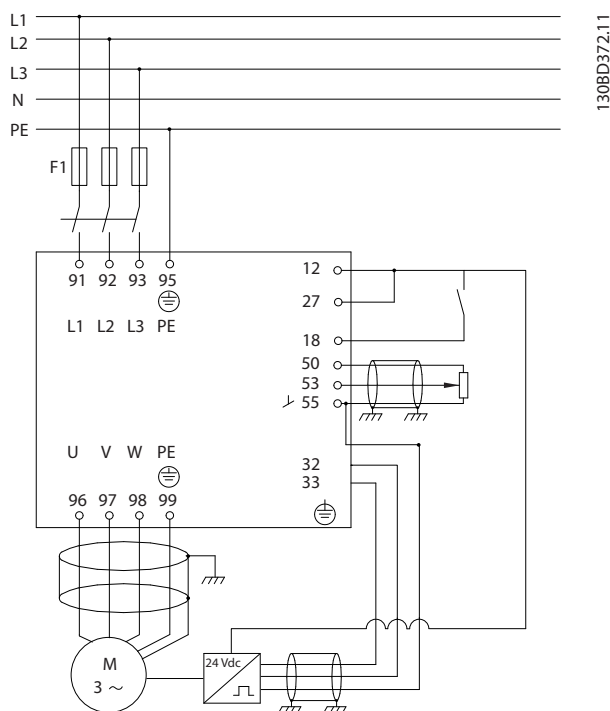 L1
L2
L3
N
PE
130BD372.11
F1
91 92 93 95
L1 L2 L3 PE
12
27
18
50
53
55
32
33
U V W PE
96 97 98 99
M
3 ~
24 Vdc